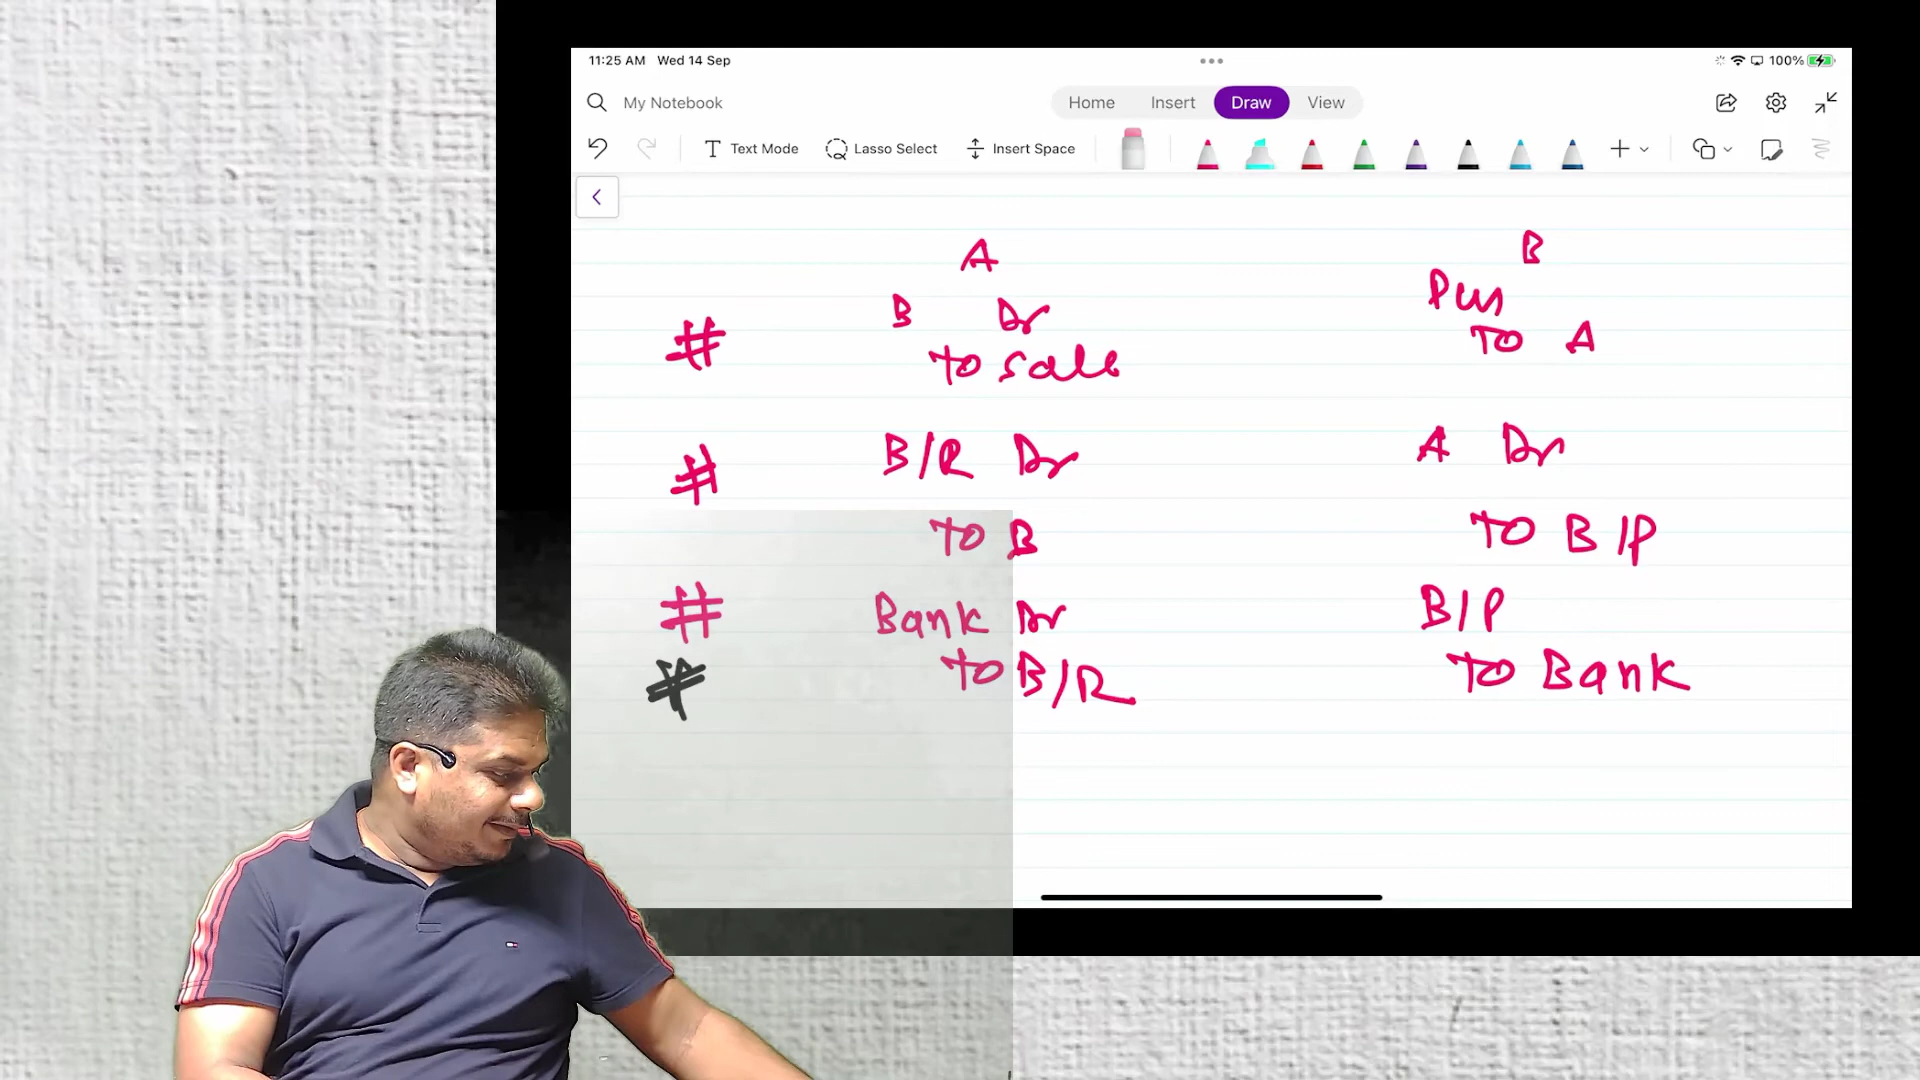 11:25 AM Wed 14 Sep
100%
My Notebook
Home Insert Draw View
Text Mode Lasso Select Insert Space
A B
# B Dr Pur
To Sale To A
# B/R Dr A Dr
To B To B/P
# Bank Dr B/P
# To B/R To Bank